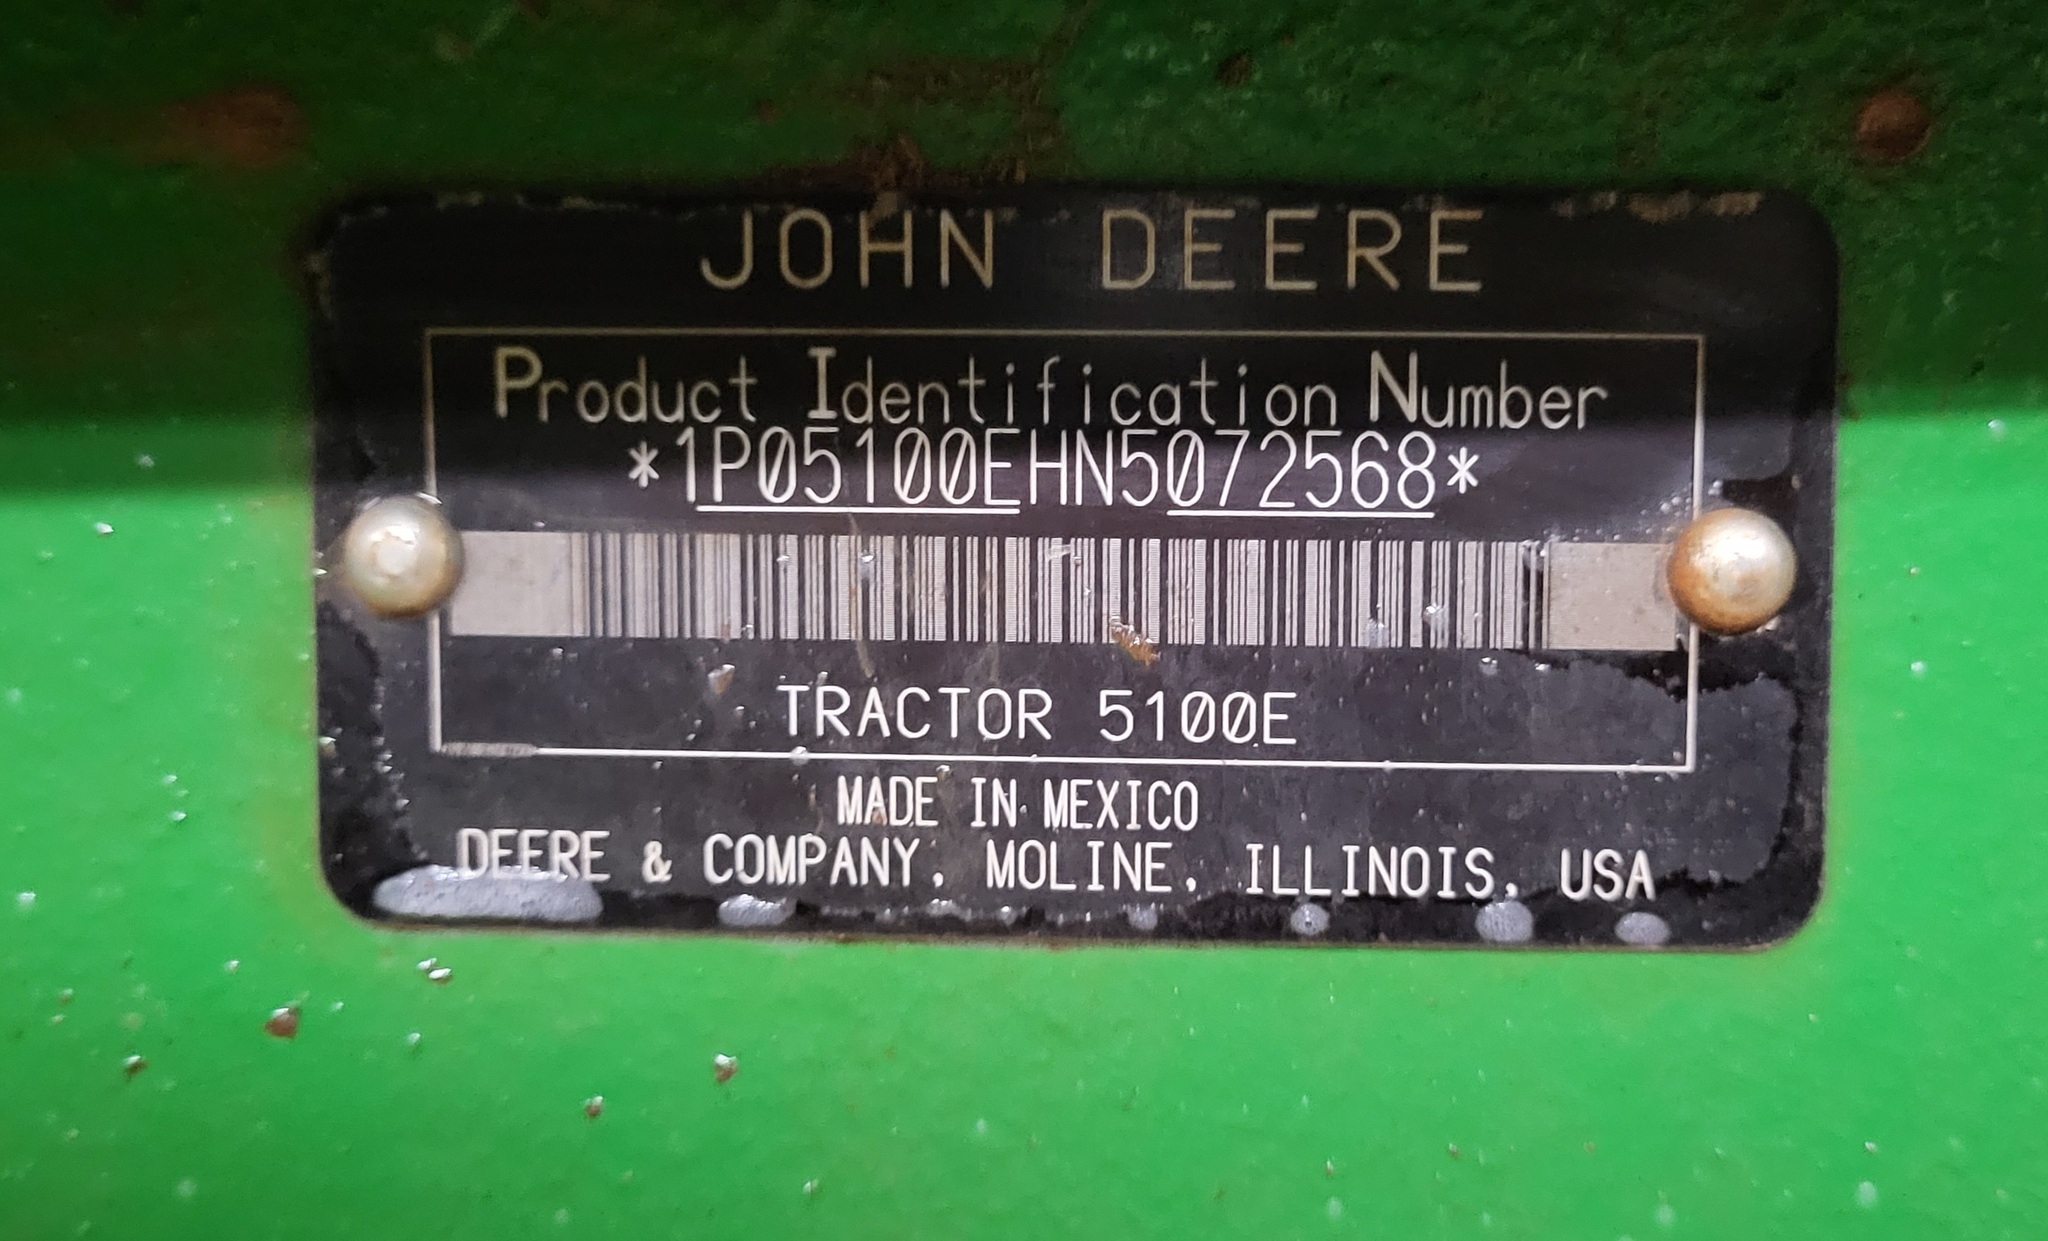 JOHN DEERE
Product Identification Number
*1P05100EHN5072568*
TRACTOR 5100E
MADE IN MEXICO
DEERE & COMPANY, MOLINE, ILLINOIS, USA